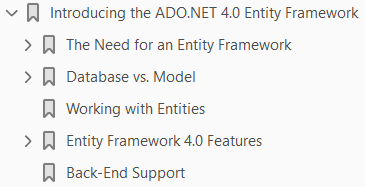 Introducing the ADO.NET 4.0 Entity Framework
The Need for an Entity Framework
Database vs. Model
Working with Entities
Entity Framework 4.0 Features
Back-End Support